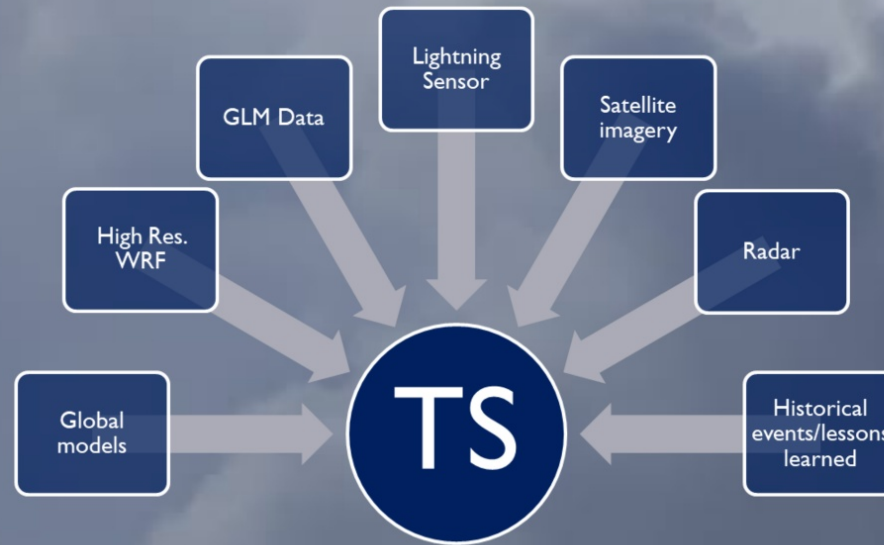 Lightning
Sensor
GLM Data
Satellite
imagery
High Res.
WRF
Radar
Global
models
TS
Historical
events/lessons
learned